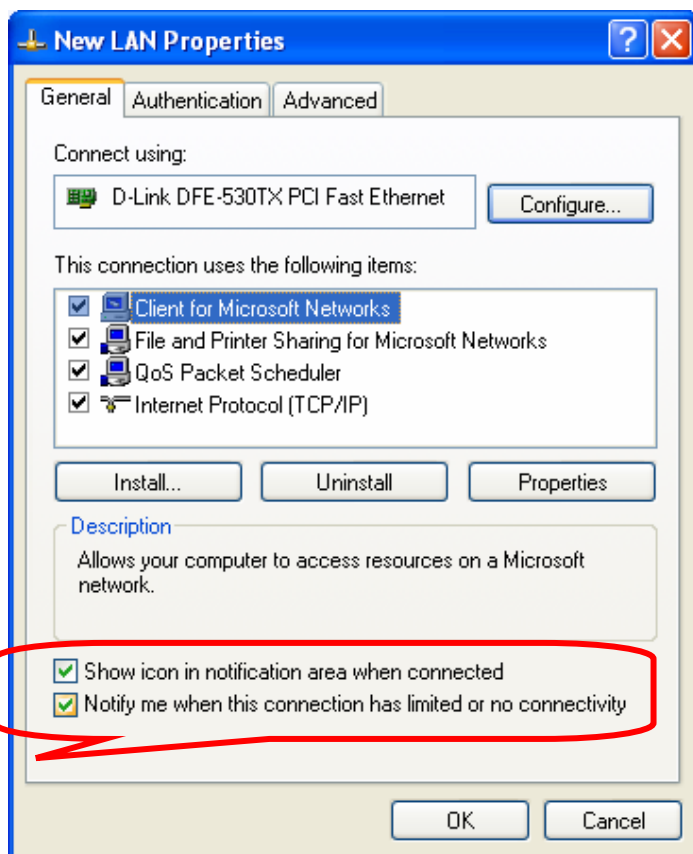 New LAN Properties
?
X
General
Authentication
Advanced
Connect using:
D-Link DFE-530TX PCI Fast Ethernet
Configure...
This connection uses the following items:
Client for Microsoft Networks
File and Printer Sharing for Microsoft Networks
QoS Packet Scheduler
Internet Protocol (TCP/IP)
Install...
Uninstall
Properties
Description
Allows your computer to access resources on a Microsoft
network.
Show icon in notification area when connected
Notify me when this connection has limited or no connectivity
OK
Cancel